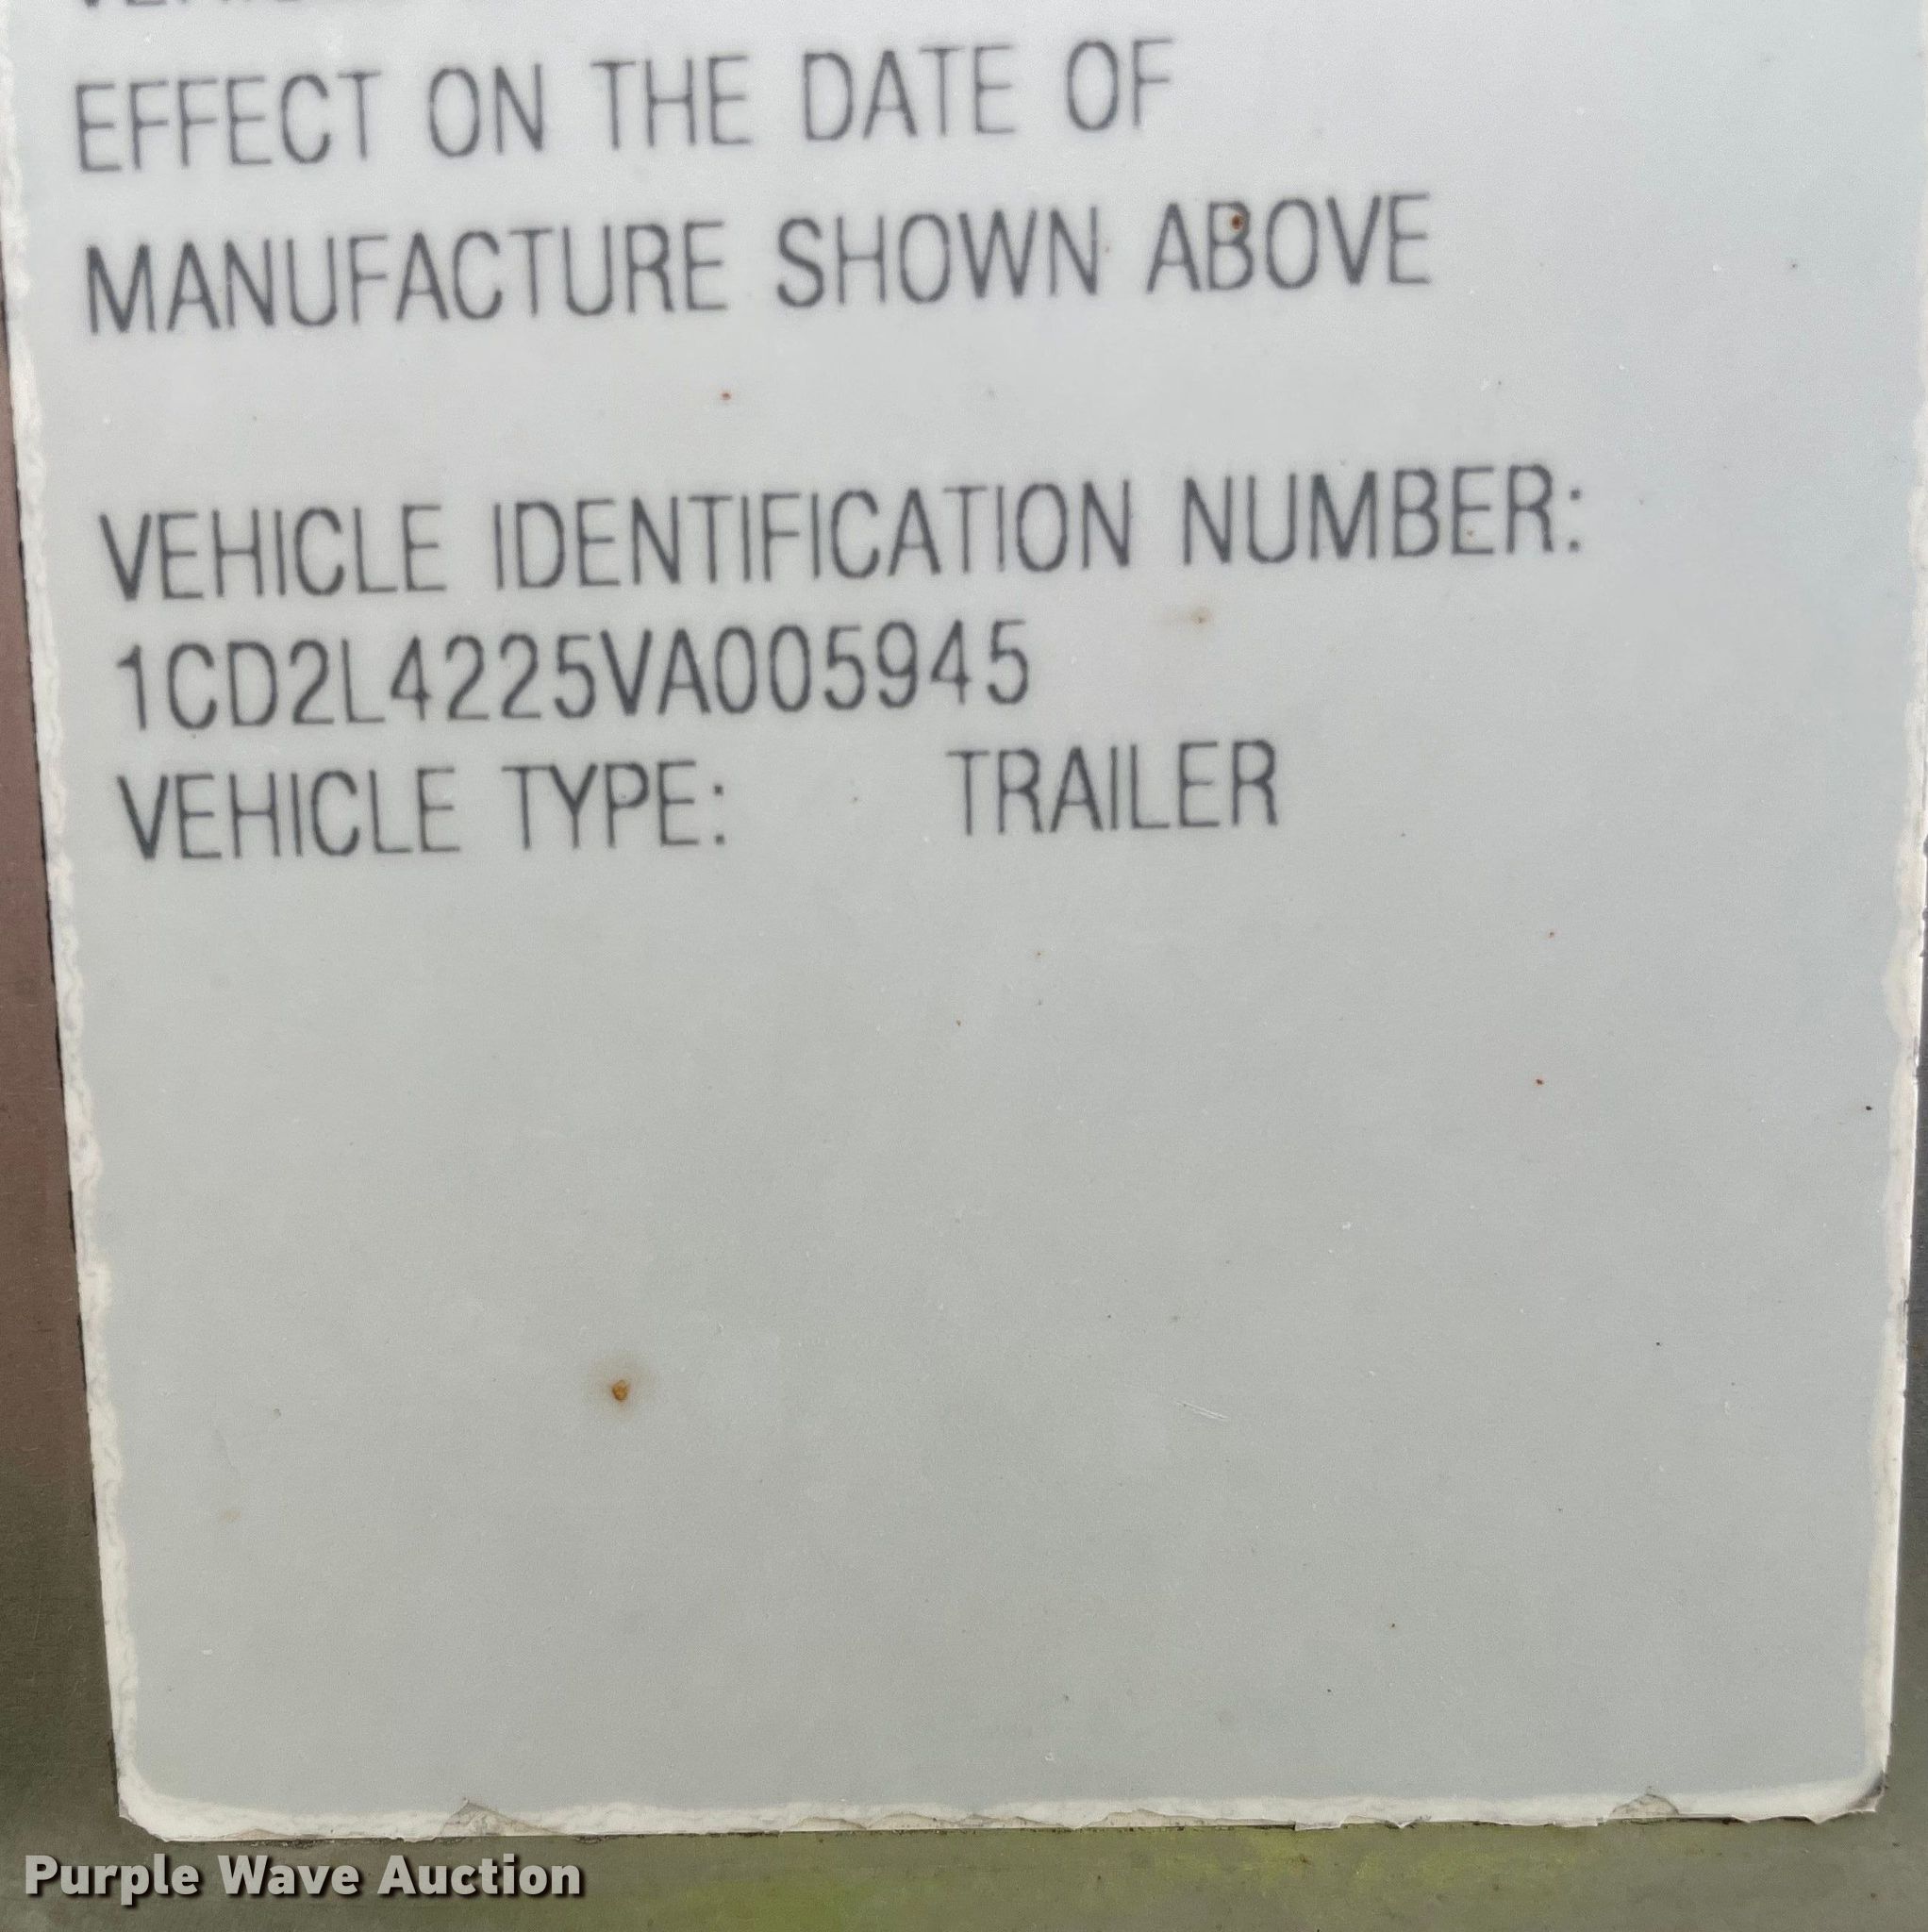 EFFECT ON THE DATE OF
MANUFACTURE SHOWN ABOVE
VEHICLE IDENTIFICATION NUMBER:
1CD2L4225VA005945
VEHICLE TYPE: TRAILER
Purple Wave Auction